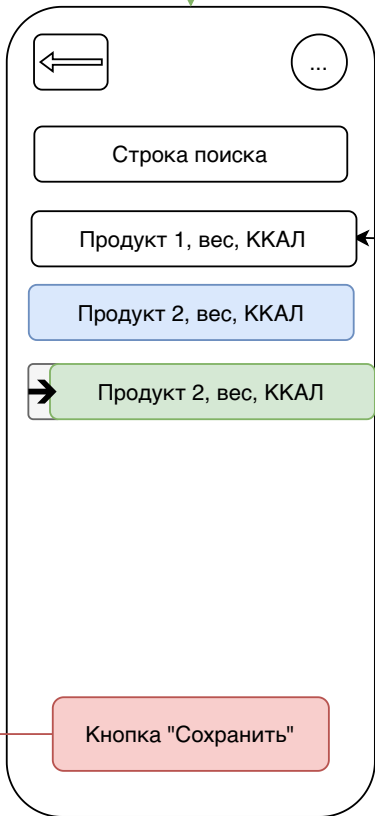 ...
Строка поиска
Продукт 1, вес, ККАЛ
Продукт 2, вес, ККАЛ
Продукт 2, вес, ККАЛ
Кнопка "Сохранить"